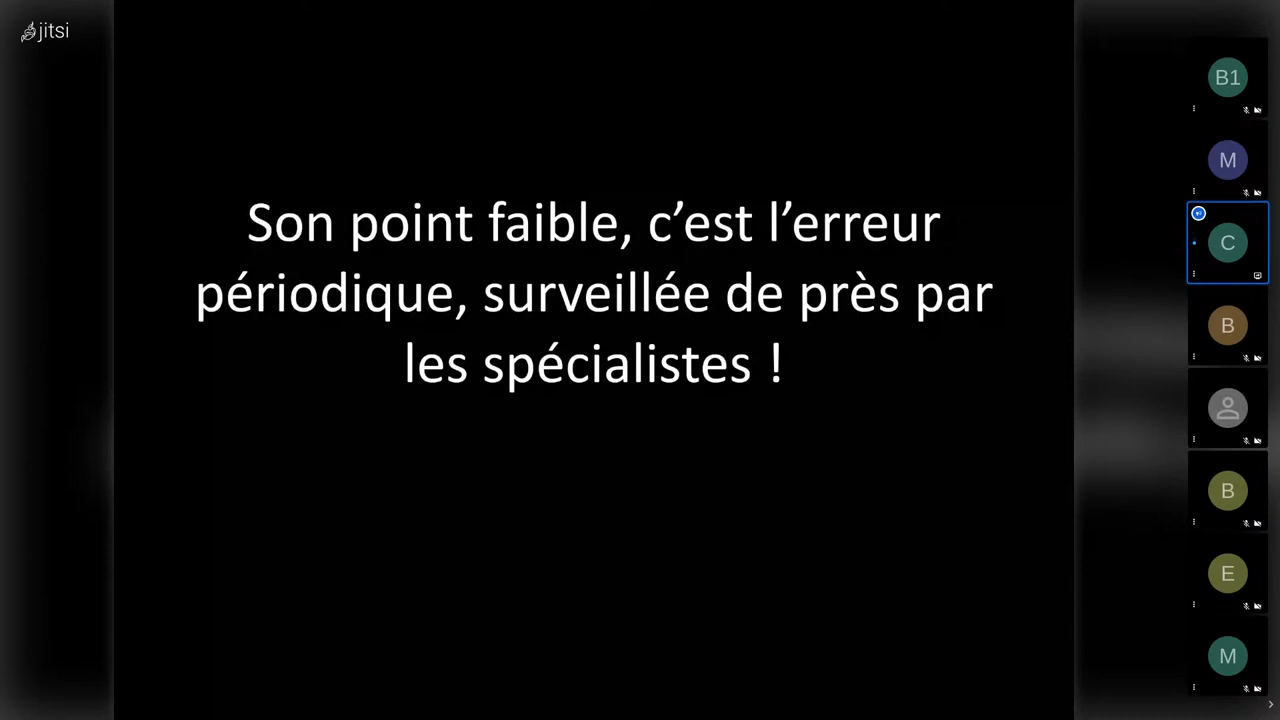 jitsi
Son point faible, c’est l’erreur
périodique, surveillée de près par
les spécialistes !
B1
M
C
B
B
E
M